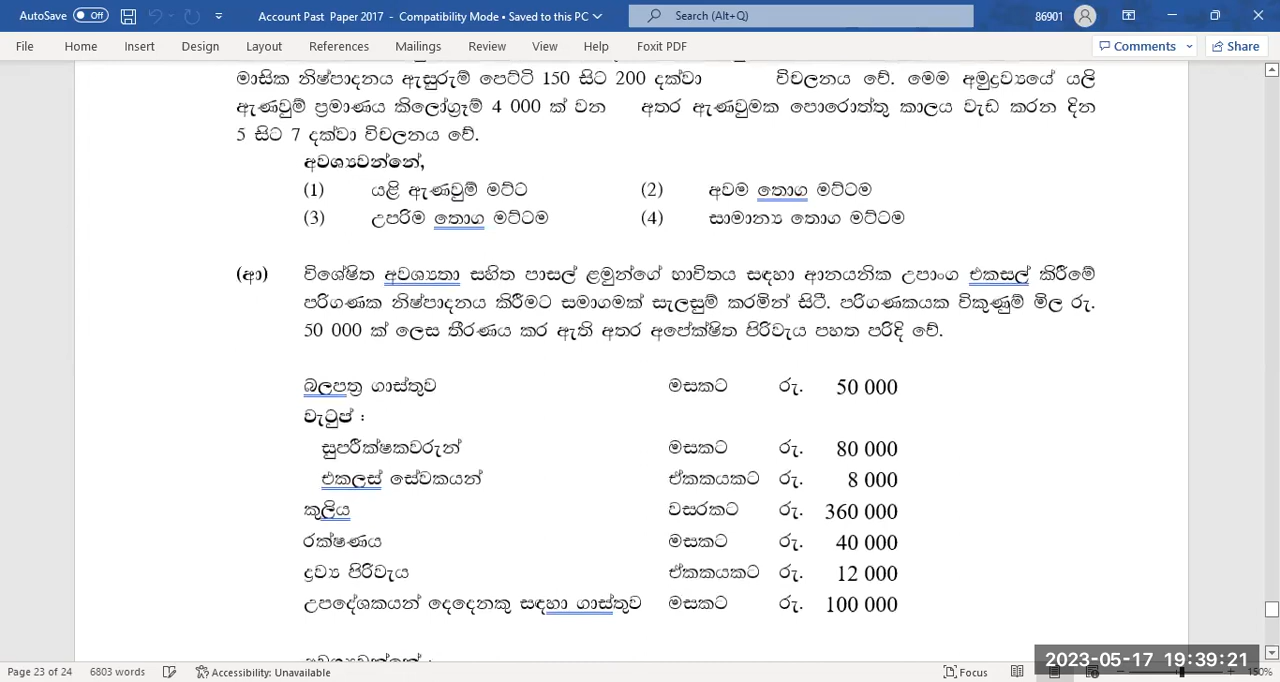 AutoSave Off Account Past Paper 2017 - Compatibility Mode • Saved to this PC Search (Alt+Q) 86901
File Home Insert Design Layout References Mailings Review View Help Foxit PDF Comments Share
මාසික නිෂ්පාදනය ඇසුරුම් පෙට්ටි 150 සිට 200 දක්වා විචලනය වේ. මෙම අමුද්‍රව්‍යයේ යලි
ඇණවුම් ප්‍රමාණය කිලෝග්‍රෑම් 4 000 ක් වන අතර ඇණවුමක පොරොත්තු කාලය වැඩ කරන දින
5 සිට 7 දක්වා විචලනය වේ.
අවශ්‍යවන්නේ,
(1) යළි ඇණවුම් මට්ට (2) අවම තොග මට්ටම
(3) උපරිම තොග මට්ටම (4) සාමාන්‍ය තොග මට්ටම
(ආ) විශේෂිත අවශ්‍යතා සහිත පාසල් ළමුන්ගේ භාවිතය සඳහා ආනයනික උපාංග එකසල් කිරීමේ
පරිගණක නිෂ්පාදනය කිරීමට සමාගමක් සැලසුම් කරමින් සිටී. පරිගණකයක විකුණුම් මිල රු.
50 000 ක් ලෙස තීරණය කර ඇති අතර අපේක්ෂිත පිරිවැය පහත පරිදි වේ.
බලපත්‍ර ගාස්තුව මසකට රු. 50 000
වැටුප් :
සුපරීක්ෂකවරුන් මසකට රු. 80 000
එකලස් සේවකයන් ඒකකයකට රු. 8 000
කුලිය වසරකට රු. 360 000
රක්ෂණය මසකට රු. 40 000
ද්‍රව්‍ය පිරිවැය ඒකකයකට රු. 12 000
උපදේශකයන් දෙදෙනකු සඳහා ගාස්තුව මසකට රු. 100 000
Page 23 of 24 6803 words Accessibility: Unavailable Focus 150%
2023-05-17 19:39:21